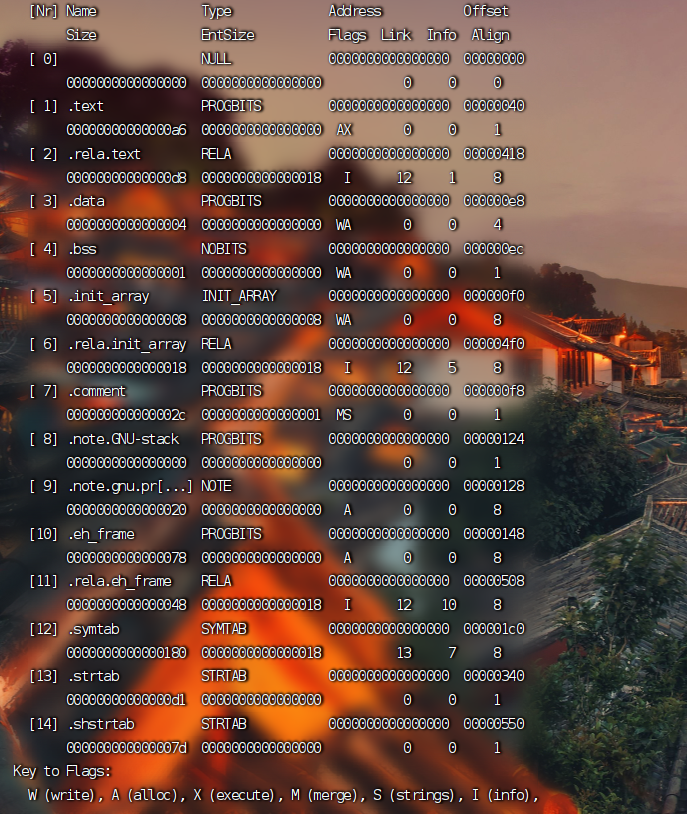 [Nr] Name Type Address Offset
Size EntSize Flags Link Info Align
[ 0] NULL 0000000000000000 00000000
0000000000000000 0000000000000000 0 0 0
[ 1] .text PROGBITS 0000000000000000 00000040
00000000000000a6 0000000000000000 AX 0 0 1
[ 2] .rela.text RELA 0000000000000000 00000418
00000000000000d8 0000000000000018 I 12 1 8
[ 3] .data PROGBITS 0000000000000000 000000e8
0000000000000004 0000000000000000 WA 0 0 4
[ 4] .bss NOBITS 0000000000000000 000000ec
0000000000000001 0000000000000000 WA 0 0 1
[ 5] .init_array INIT_ARRAY 0000000000000000 000000f0
0000000000000008 0000000000000008 WA 0 0 8
[ 6] .rela.init_array RELA 0000000000000000 000004f0
0000000000000018 0000000000000018 I 12 5 8
[ 7] .comment PROGBITS 0000000000000000 000000f8
000000000000002c 0000000000000001 MS 0 0 1
[ 8] .note.GNU-stack PROGBITS 0000000000000000 00000124
0000000000000000 0000000000000000 0 0 1
[ 9] .note.gnu.pr[...] NOTE 0000000000000000 00000128
0000000000000020 0000000000000000 A 0 0 8
[10] .eh_frame PROGBITS 0000000000000000 00000148
0000000000000078 0000000000000000 A 0 0 8
[11] .rela.eh_frame RELA 0000000000000000 00000508
0000000000000048 0000000000000018 I 12 10 8
[12] .symtab SYMTAB 0000000000000000 000001c0
0000000000000180 0000000000000018 13 7 8
[13] .strtab STRTAB 0000000000000000 00000340
00000000000000d1 0000000000000000 0 0 1
[14] .shstrtab STRTAB 0000000000000000 00000550
000000000000007d 0000000000000000 0 0 1
Key to Flags:
W (write), A (alloc), X (execute), M (merge), S (strings), I (info),